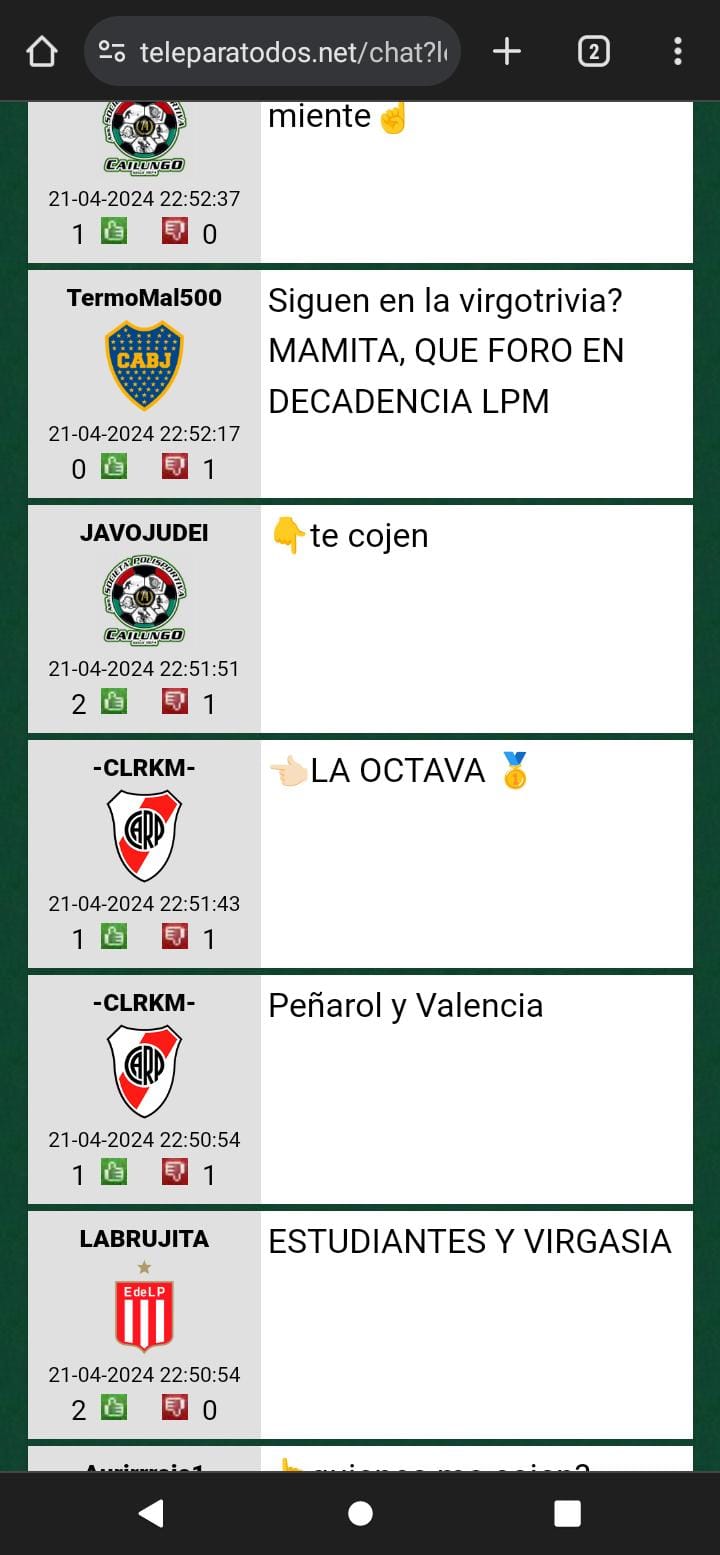 teleparatodos.net/chat?l
2
miente☝
CAILUNGO
21-04-2024 22:52:37
1 0
TermoMal500
Siguen en la virgotrivia?
MAMITA, QUE FORO EN
DECADENCIA LPM
CABJ
21-04-2024 22:52:17
0 1
JAVOJUDEI
👇te cojen
SOCIETA POLISPORTIVA
CAILUNGO
21-04-2024 22:51:51
2 1
-CLRKM-
👈🏻LA OCTAVA 🥇
CARP
21-04-2024 22:51:43
1 1
-CLRKM-
Peñarol y Valencia
CARP
21-04-2024 22:50:54
1 1
LABRUJITA
ESTUDIANTES Y VIRGASIA
EdeLP
21-04-2024 22:50:54
2 0